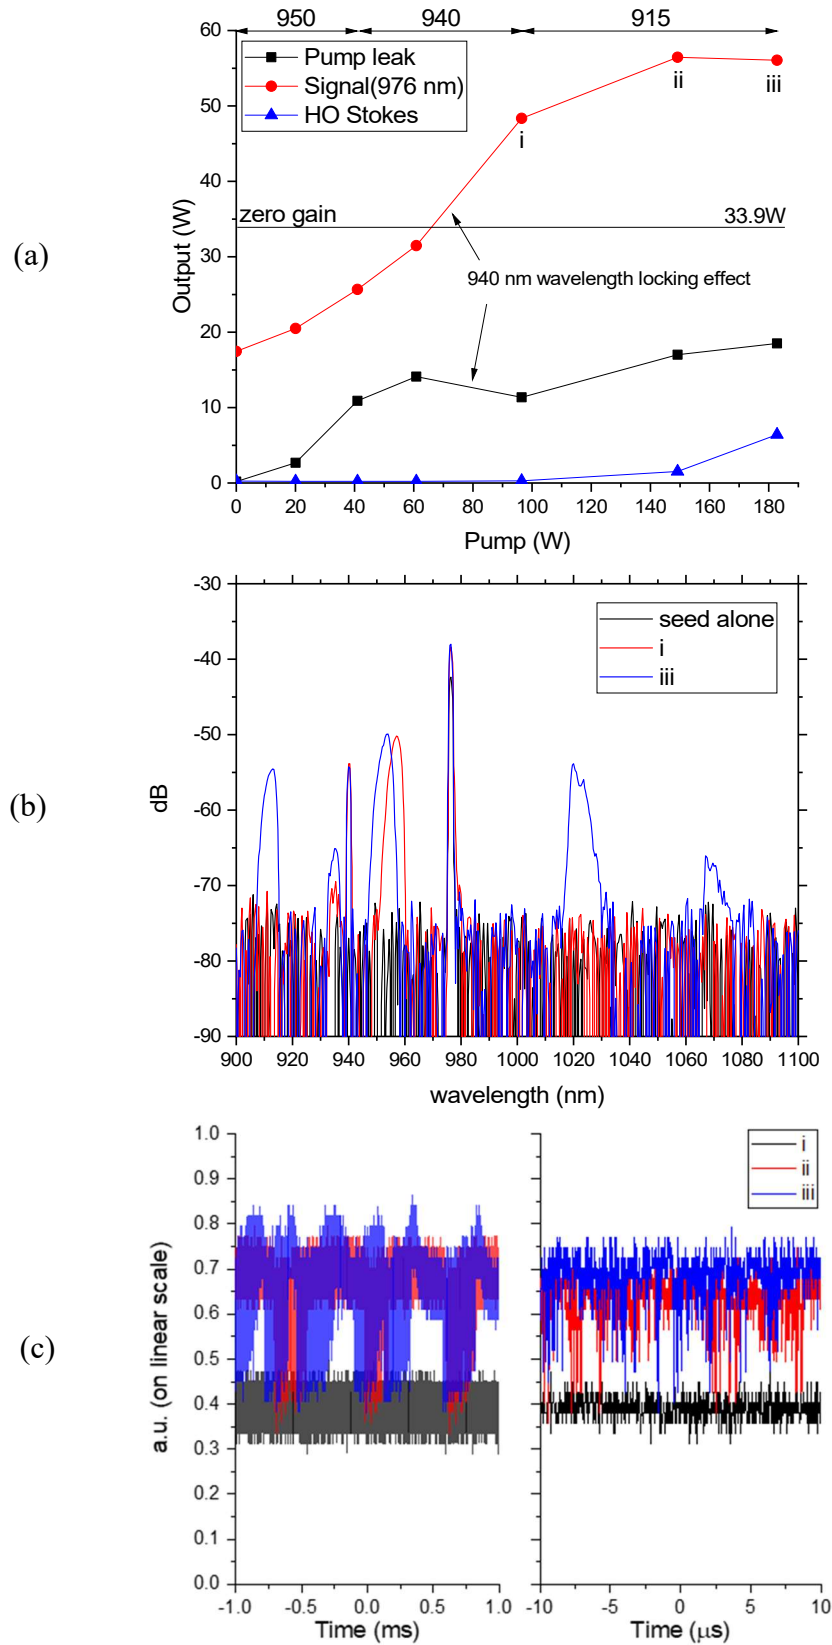 950 940 915
60
50
40
30
20
10
0
Output (W)
Pump leak
Signal(976 nm)
HO Stokes
i
ii
iii
zero gain
33.9W
940 nm wavelength locking effect
(a)
0 20 40 60 80 100 120 140 160 180
Pump (W)
-30
-40
-50
-60
-70
-80
-90
dB
seed alone
i
iii
(b)
900 920 940 960 980 1000 1020 1040 1060 1080 1100
wavelength (nm)
1.0
0.9
0.8
0.7
0.6
0.5
0.4
0.3
0.2
0.1
0.0
a.u. (on linear scale)
i
ii
iii
(c)
-1.0 -0.5 0.0 0.5 1.0
Time (ms)
-10 -5 0 5 10
Time (μs)